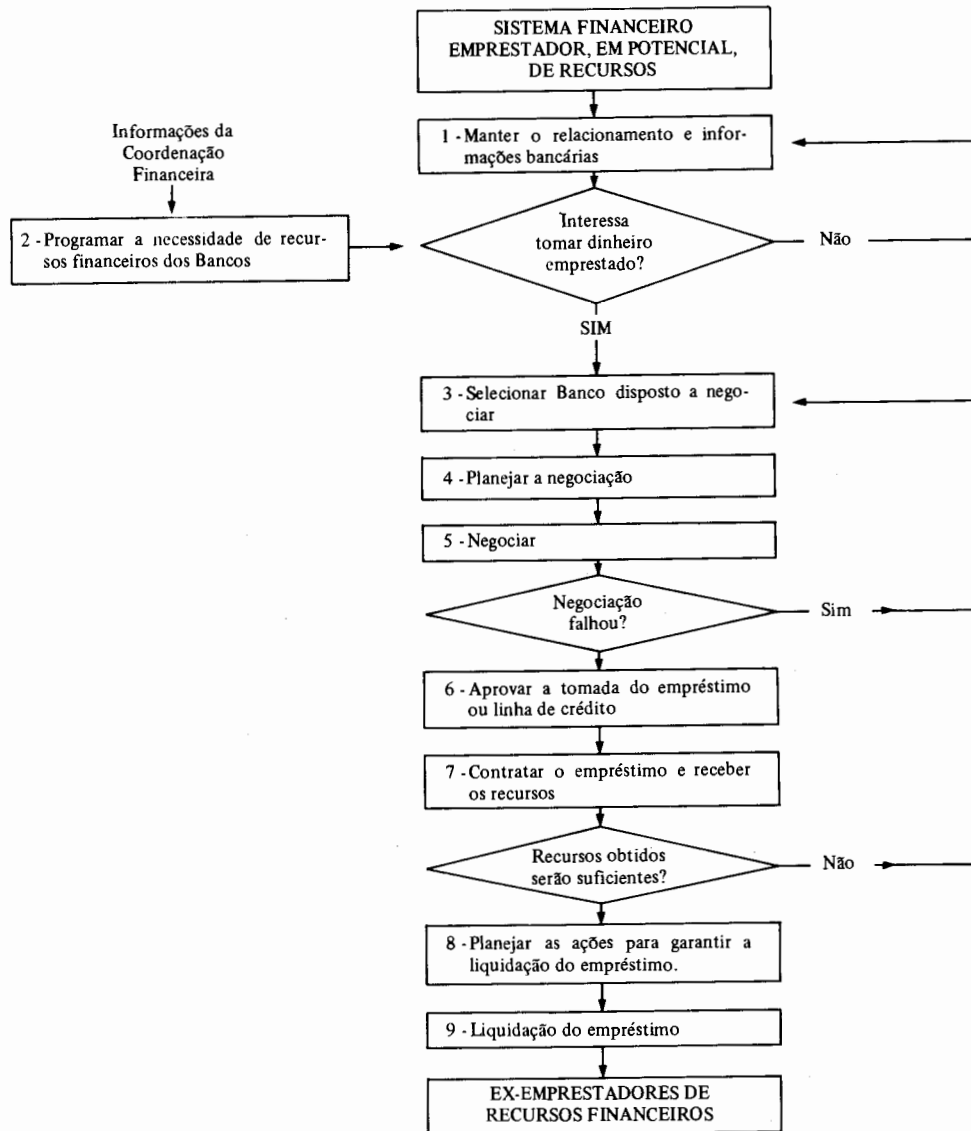 SISTEMA FINANCEIRO
EMPRESTADOR, EM POTENCIAL,
DE RECURSOS
1 - Manter o relacionamento e infor-
mações bancárias
Informações da
Coordenação
Financeira
2 - Programar a necessidade de recur-
sos financeiros dos Bancos
Interessa
tomar dinheiro
emprestado?
Não
SIM
3 - Selecionar Banco disposto a nego-
ciar
4 - Planejar a negociação
5 - Negociar
Negociação
falhou?
Sim
6 - Aprovar a tomada do empréstimo
ou linha de crédito
7 - Contratar o empréstimo e receber
os recursos
Recursos obtidos
serão suficientes?
Não
8 - Planejar as ações para garantir a
liquidação do empréstimo.
9 - Liquidação do empréstimo
EX-EMPRESTADORES DE
RECURSOS FINANCEIROS